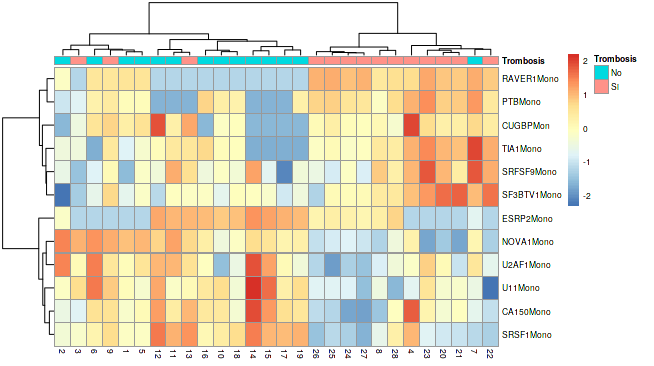 Trombosis
RAVER1Mono
PTBMono
CUGBPMon
TIA1Mono
SRFSF9Mono
SF3BTV1Mono
ESRP2Mono
NOVA1Mono
U2AF1Mono
U11Mono
CA150Mono
SRSF1Mono
2 3 6 9 1 5 12 11 13 16 10 18 14 15 17 19 26 25 24 27 8 28 4 23 20 21 7 22
2
1
0
-1
-2
Trombosis
No
SI